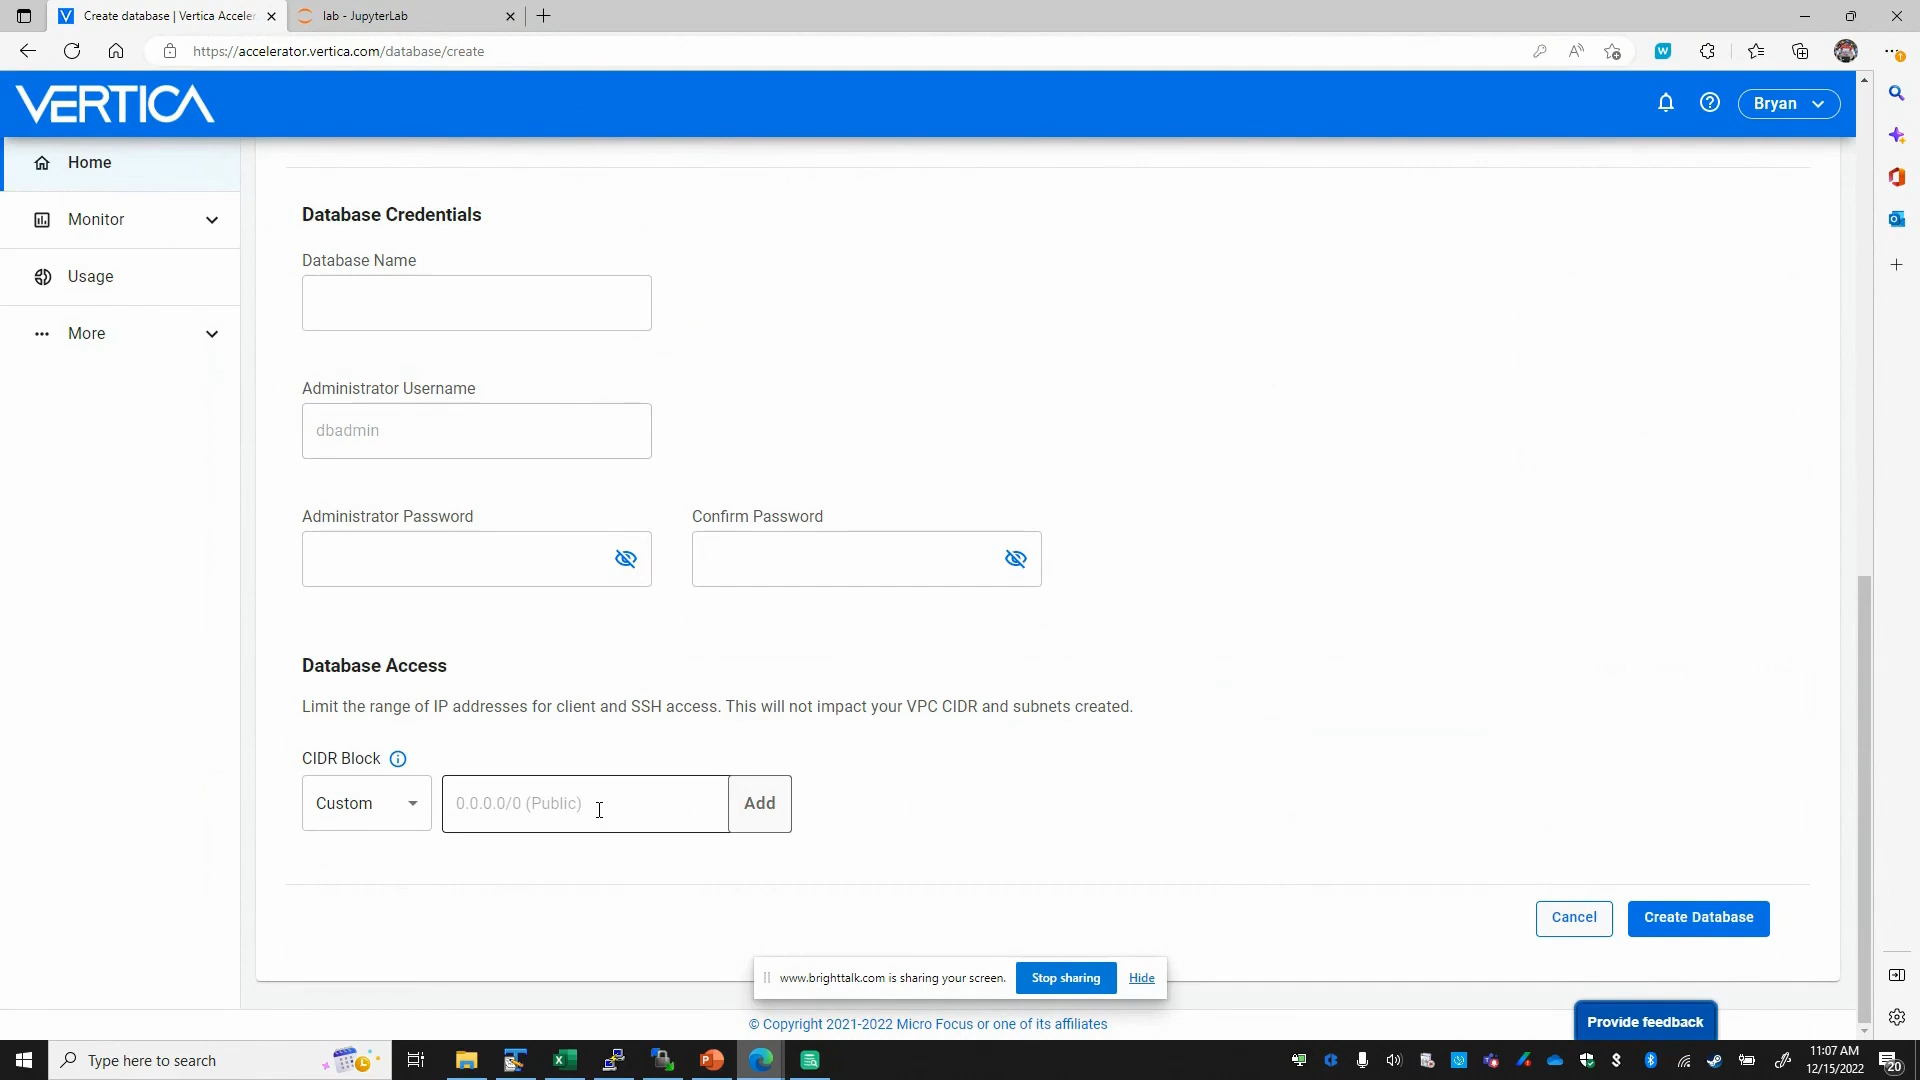 Create database | Vertica Acceler
lab - JupyterLab
https://accelerator.vertica.com/database/create
VERTICA
Bryan
Home
Monitor
Usage
More
Database Credentials
Database Name
Administrator Username
dbadmin
Administrator Password
Confirm Password
Database Access
Limit the range of IP addresses for client and SSH access. This will not impact your VPC CIDR and subnets created.
CIDR Block
Custom
0.0.0.0/0 (Public)
Add
Cancel
Create Database
www.brighttalk.com is sharing your screen.
Stop sharing
Hide
© Copyright 2021-2022 Micro Focus or one of its affiliates
Provide feedback
Type here to search
11:07 AM
12/15/2022
20